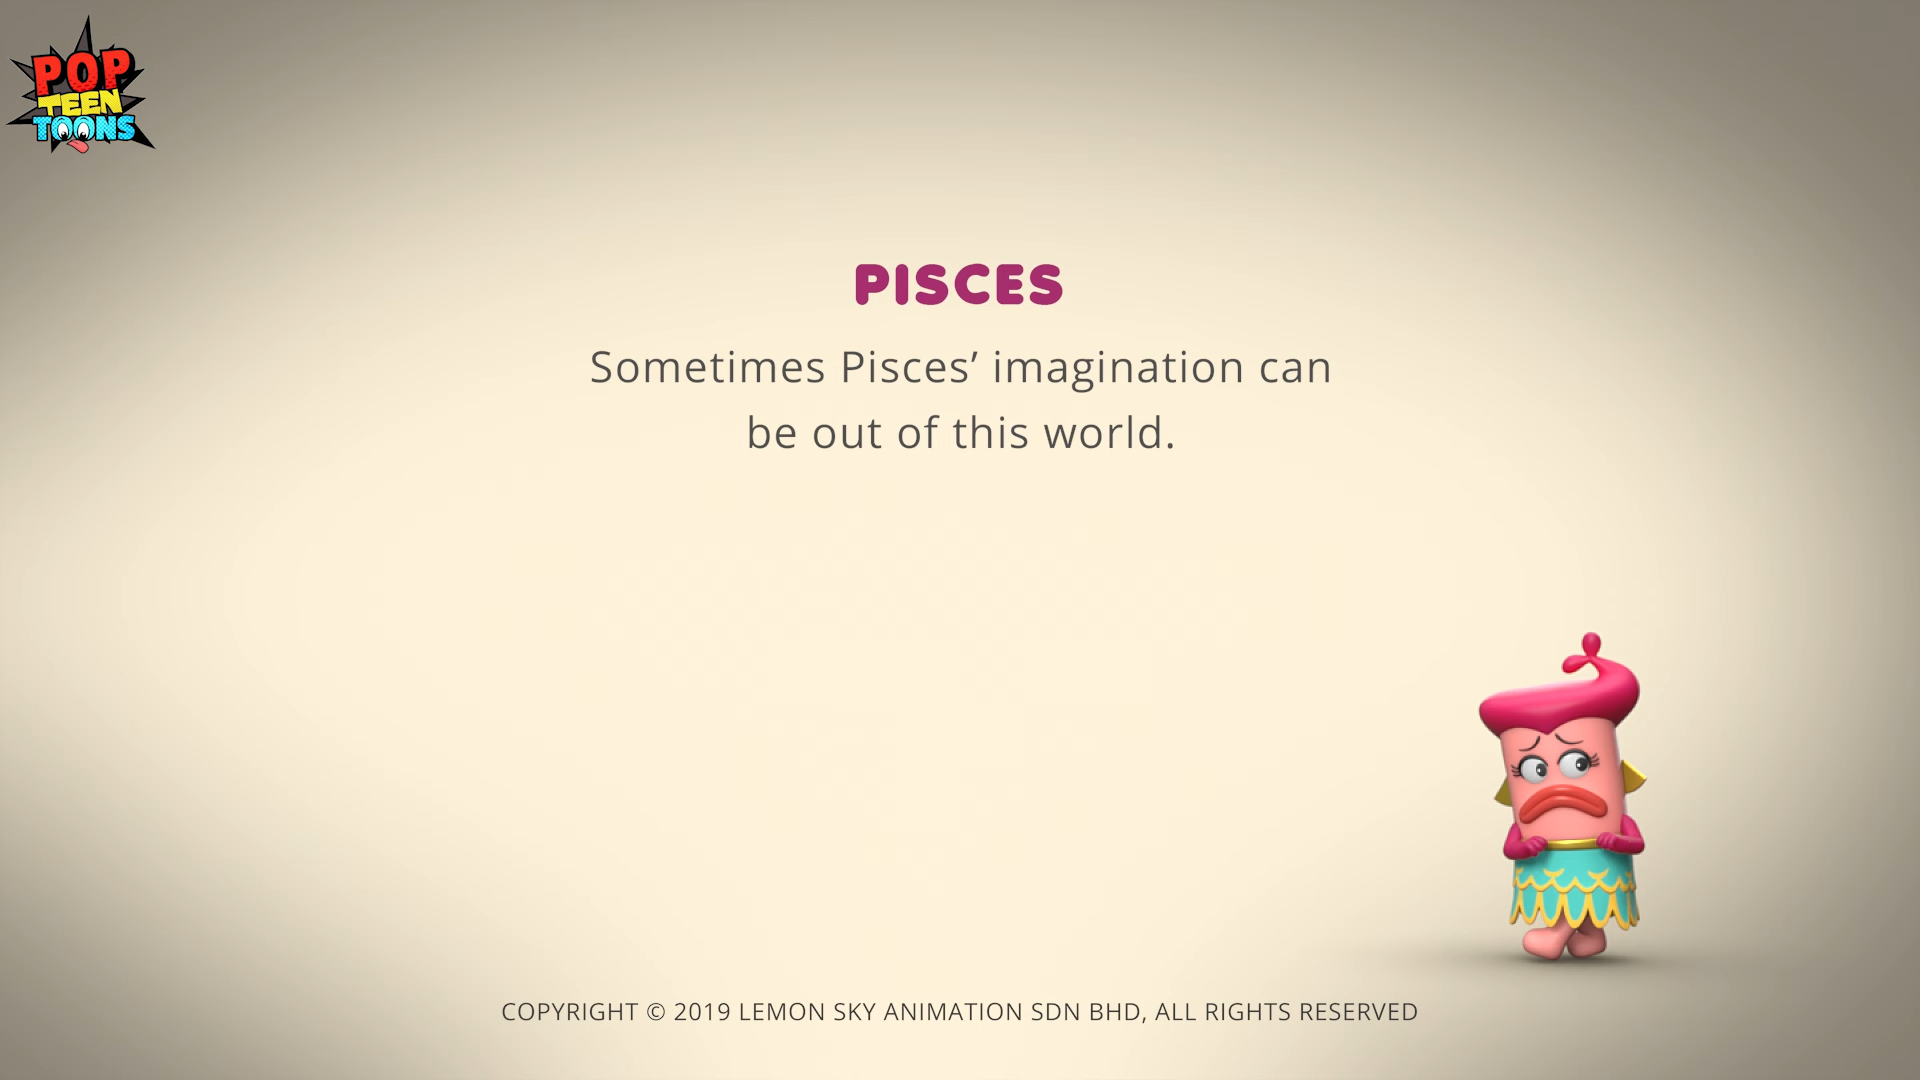 POP
TEEN
TOONS
PISCES
Sometimes Pisces’ imagination can
be out of this world.
COPYRIGHT © 2019 LEMON SKY ANIMATION SDN BHD, ALL RIGHTS RESERVED